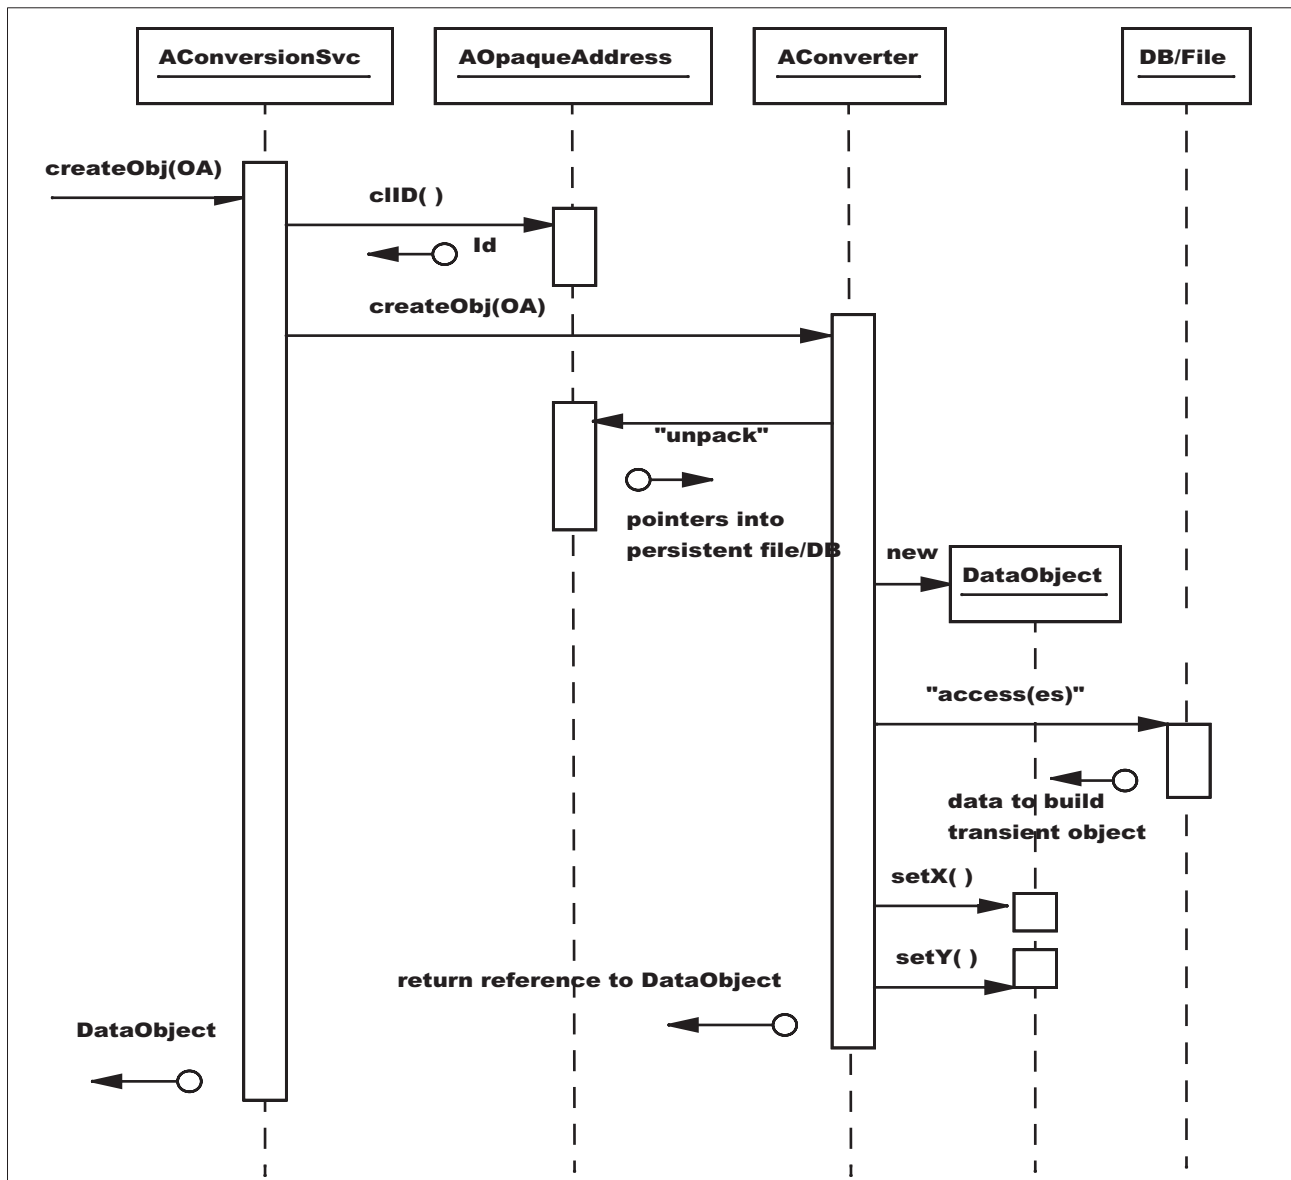 AConversionSvc
AOpaqueAddress
AConverter
DB/File
createObj(OA)
clID( )
Id
createObj(OA)
"unpack"
pointers into
persistent file/DB
new
DataObject
"access(es)"
data to build
transient object
setX( )
setY( )
return reference to DataObject
DataObject